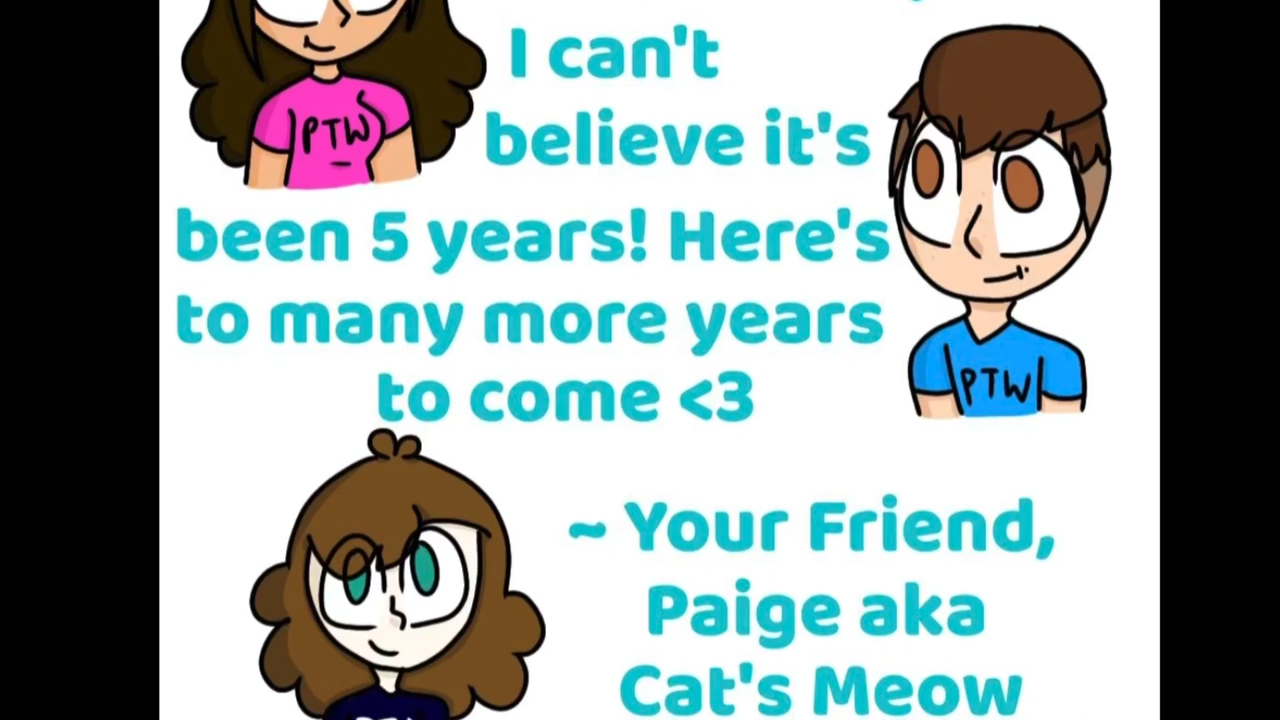 I can't
PTW
believe it's
been 5 years! Here's
to many more years
PTW
to come <3
~ Your Friend,
Paige aka
Cat's Meow